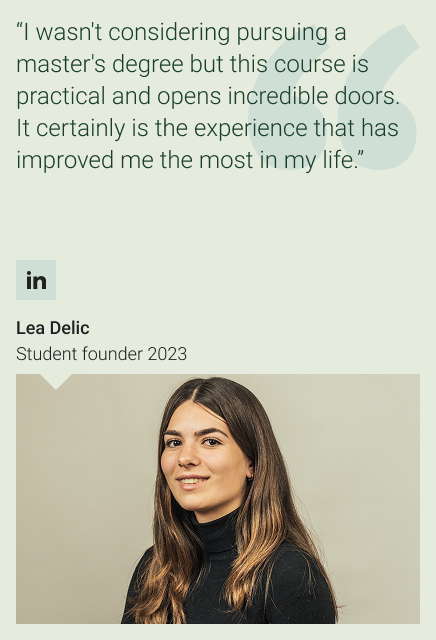 “I wasn't considering pursuing a
master's degree but this course is
practical and opens incredible doors.
It certainly is the experience that has
improved me the most in my life.”
in
Lea Delic
Student founder 2023